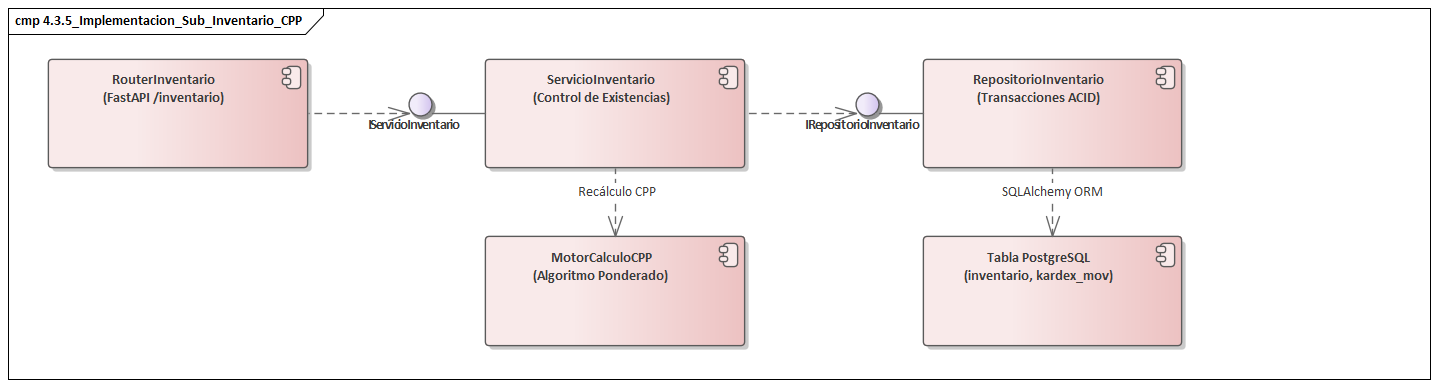 cmp 4.3.5_Implementacion_Sub_Inventario_CPP
RouterInventario
(FastAPI /inventario)
IServicioInventario
ServicioInventario
(Control de Existencias)
IRepositorioInventario
RepositorioInventario
(Transacciones ACID)
Recálculo CPP
SQLAlchemy ORM
MotorCalculoCPP
(Algoritmo Ponderado)
Tabla PostgreSQL
(inventario, kardex_mov)